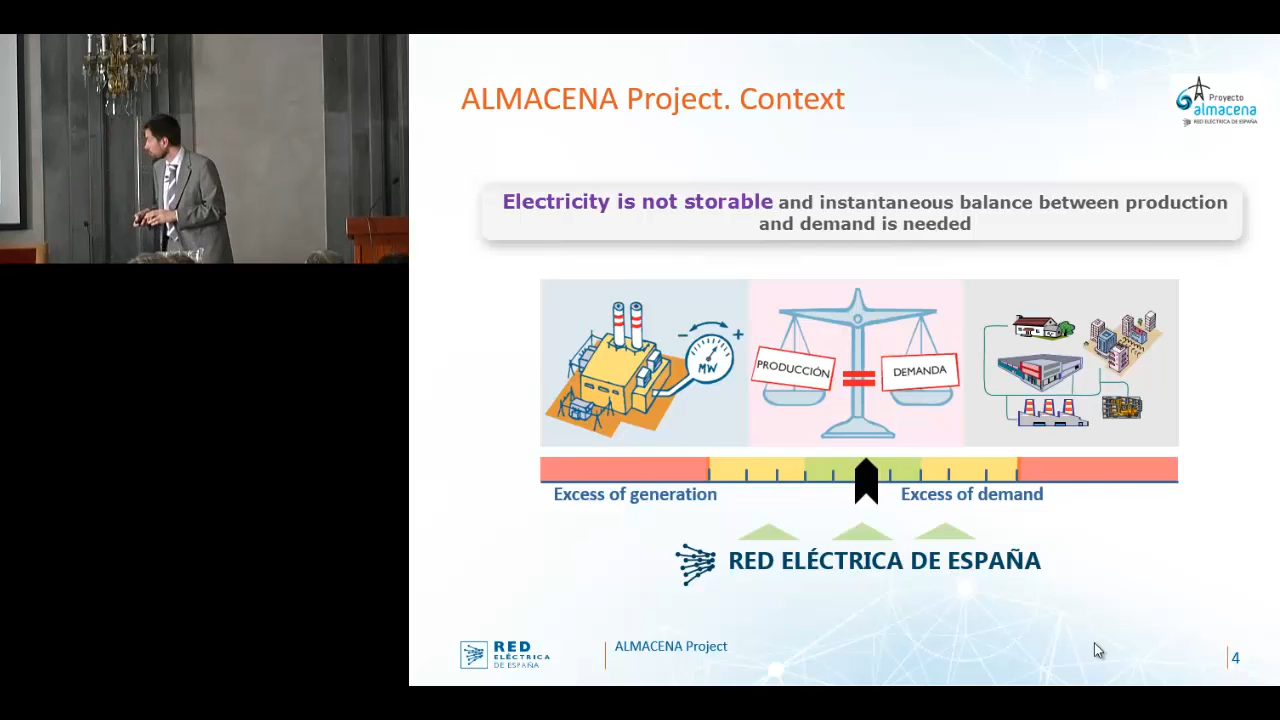 ALMACENA Project. Context
Proyecto
almacena
RED ELÉCTRICA DE ESPAÑA
Electricity is not storable and instantaneous balance between production
and demand is needed
- +
MW
PRODUCCIÓN
=
DEMANDA
Excess of generation
Excess of demand
RED ELÉCTRICA DE ESPAÑA
RED
ELÉCTRICA
DE ESPAÑA
ALMACENA Project
4